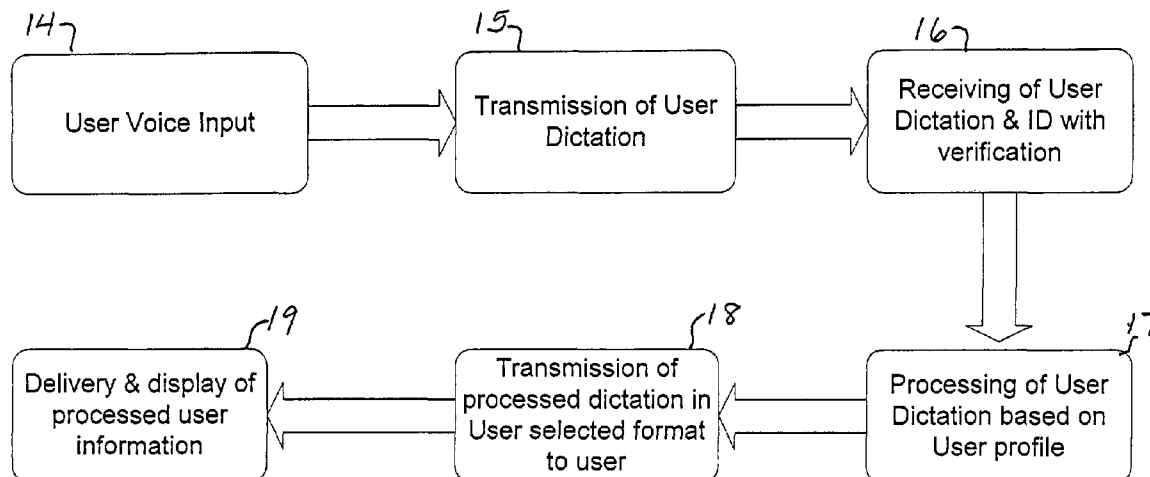 14
User Voice Input
15
Transmission of User
Dictation
16
Receiving of User
Dictation & ID with
verification
17
Processing of User
Dictation based on
User profile
18
Transmission of
processed dictation in
User selected format
to user
19
Delivery & display of
processed user
information